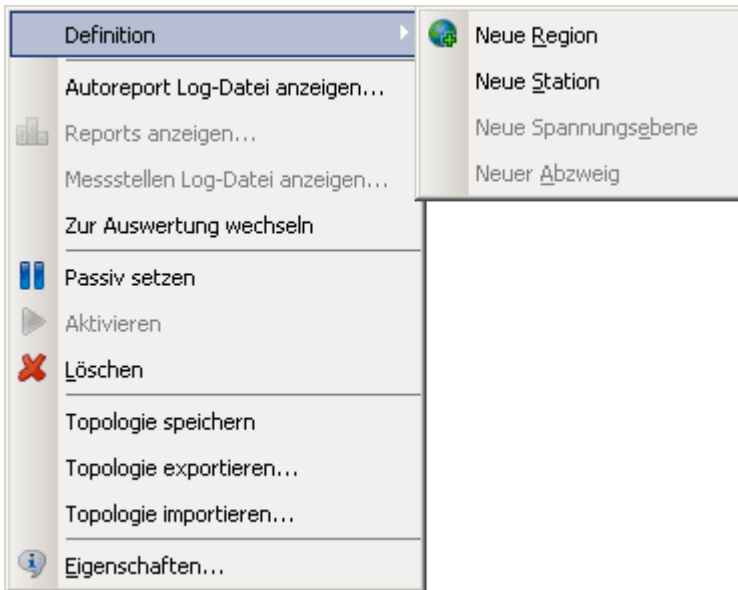 Definition
Autoreport Log-Datei anzeigen...
Reports anzeigen...
Messstellen Log-Datei anzeigen...
Zur Auswertung wechseln
Passiv setzen
Aktivieren
Löschen
Topologie speichern
Topologie exportieren...
Topologie importieren...
Eigenschaften...
Neue Region
Neue Station
Neue Spannungsebene
Neuer Abzweig